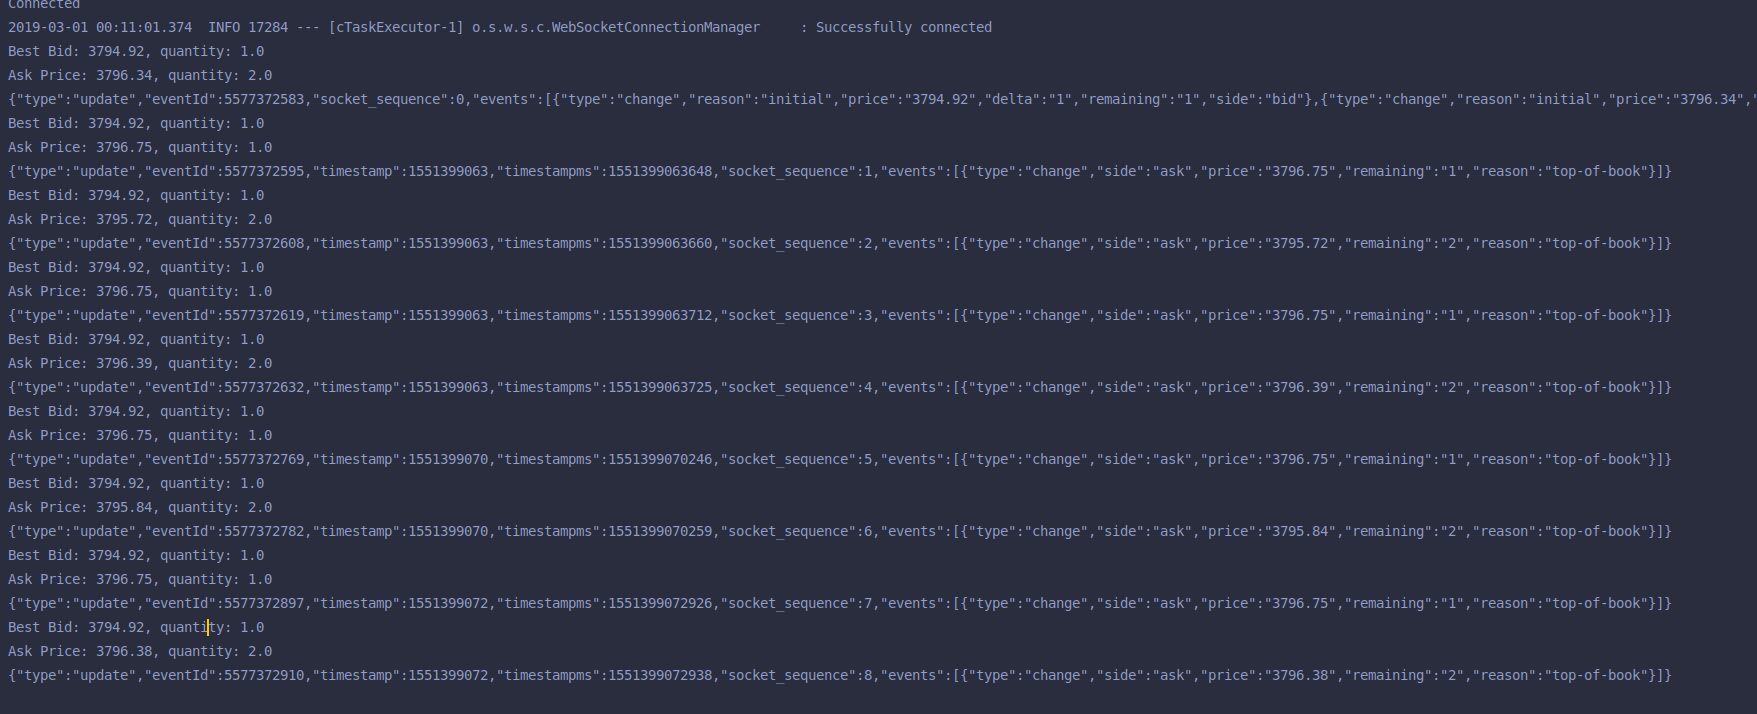 Connected
2019-03-01 00:11:01.374  INFO 17284 --- [cTaskExecutor-1] o.s.w.s.c.WebSocketConnectionManager     : Successfully connected
Best Bid: 3794.92, quantity: 1.0
Ask Price: 3796.34, quantity: 2.0
{"type":"update","eventId":5577372583,"socket_sequence":0,"events":[{"type":"change","reason":"initial","price":"3794.92","delta":"1","remaining":"1","side":"bid"},{"type":"change","reason":"initial","price":"3796.34","
Best Bid: 3794.92, quantity: 1.0
Ask Price: 3796.75, quantity: 1.0
{"type":"update","eventId":5577372595,"timestamp":1551399063,"timestampms":1551399063648,"socket_sequence":1,"events":[{"type":"change","side":"ask","price":"3796.75","remaining":"1","reason":"top-of-book"}]}
Best Bid: 3794.92, quantity: 1.0
Ask Price: 3795.72, quantity: 2.0
{"type":"update","eventId":5577372608,"timestamp":1551399063,"timestampms":1551399063660,"socket_sequence":2,"events":[{"type":"change","side":"ask","price":"3795.72","remaining":"2","reason":"top-of-book"}]}
Best Bid: 3794.92, quantity: 1.0
Ask Price: 3796.75, quantity: 1.0
{"type":"update","eventId":5577372619,"timestamp":1551399063,"timestampms":1551399063712,"socket_sequence":3,"events":[{"type":"change","side":"ask","price":"3796.75","remaining":"1","reason":"top-of-book"}]}
Best Bid: 3794.92, quantity: 1.0
Ask Price: 3796.39, quantity: 2.0
{"type":"update","eventId":5577372632,"timestamp":1551399063,"timestampms":1551399063725,"socket_sequence":4,"events":[{"type":"change","side":"ask","price":"3796.39","remaining":"2","reason":"top-of-book"}]}
Best Bid: 3794.92, quantity: 1.0
Ask Price: 3796.75, quantity: 1.0
{"type":"update","eventId":5577372769,"timestamp":1551399070,"timestampms":1551399070246,"socket_sequence":5,"events":[{"type":"change","side":"ask","price":"3796.75","remaining":"1","reason":"top-of-book"}]}
Best Bid: 3794.92, quantity: 1.0
Ask Price: 3795.84, quantity: 2.0
{"type":"update","eventId":5577372782,"timestamp":1551399070,"timestampms":1551399070259,"socket_sequence":6,"events":[{"type":"change","side":"ask","price":"3795.84","remaining":"2","reason":"top-of-book"}]}
Best Bid: 3794.92, quantity: 1.0
Ask Price: 3796.75, quantity: 1.0
{"type":"update","eventId":5577372897,"timestamp":1551399072,"timestampms":1551399072926,"socket_sequence":7,"events":[{"type":"change","side":"ask","price":"3796.75","remaining":"1","reason":"top-of-book"}]}
Best Bid: 3794.92, quantity: 1.0
Ask Price: 3796.38, quantity: 2.0
{"type":"update","eventId":5577372910,"timestamp":1551399072,"timestampms":1551399072938,"socket_sequence":8,"events":[{"type":"change","side":"ask","price":"3796.38","remaining":"2","reason":"top-of-book"}]}